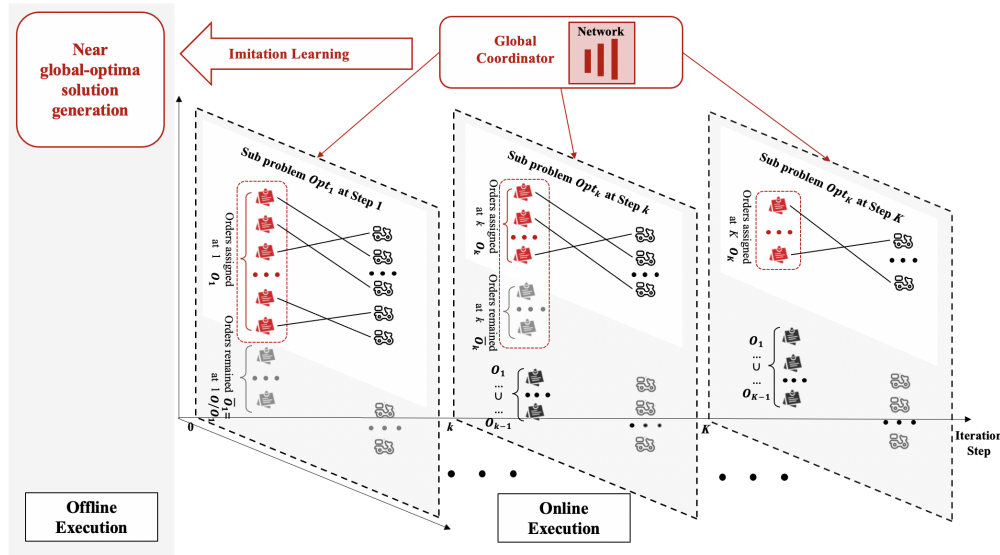 Near
global-optima
solution
generation
Imitation Learning
Global
Coordinator
Network
Sub problem Opt₁ at Step 1
Orders assigned
at 1 O₁
Orders remained Ō₁=
at 1 O/O₁
Sub problem Optₖ at Step k
Orders assigned
at k Oₖ
Orders remained
at k Ōₖ
O₁
...
∪
...
Oₖ₋₁
Sub problem Opt_K at Step K
Orders assigned
at K O_K
O₁
...
∪
...
O_{K−1}
0
k
K
Iteration
Step
Offline
Execution
Online
Execution